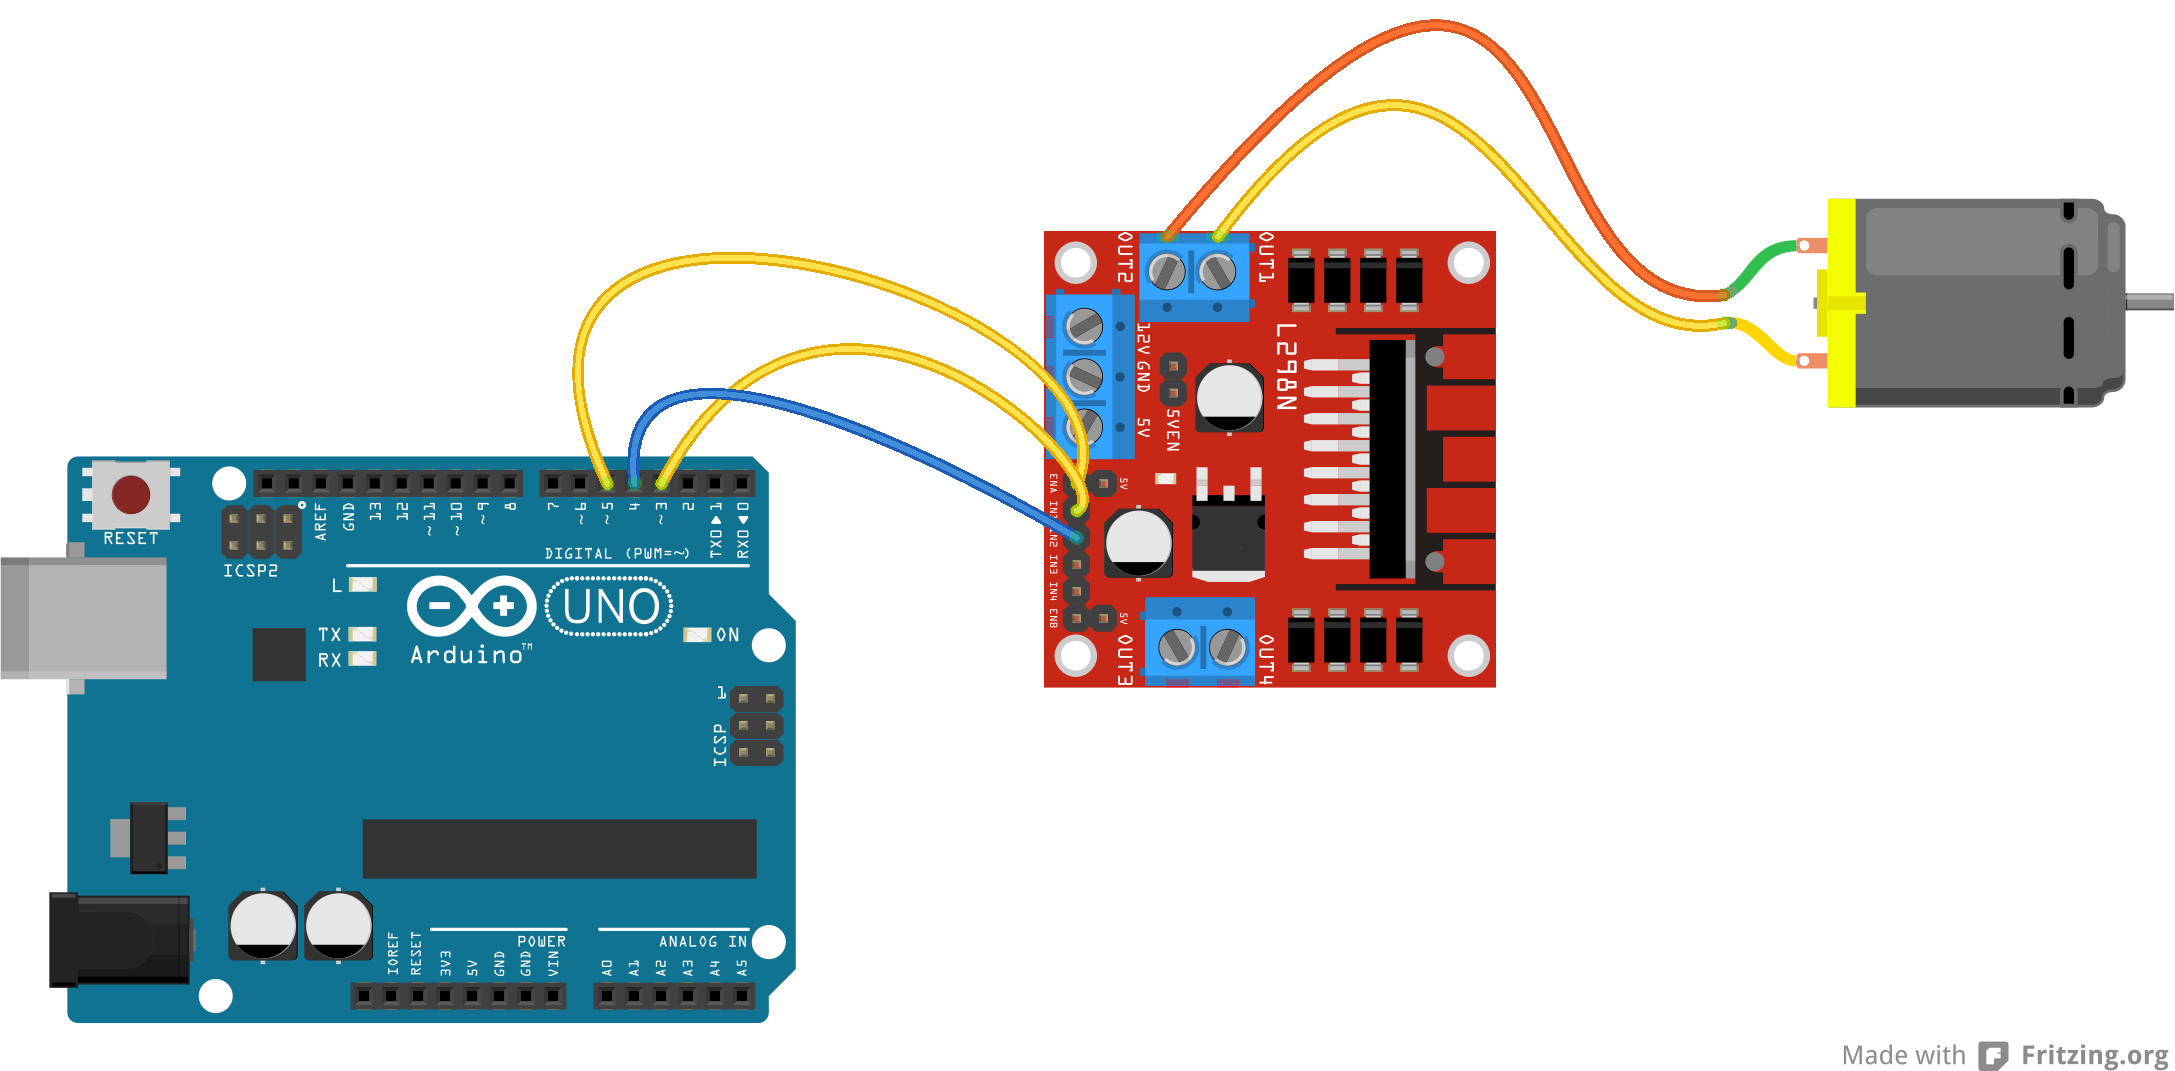 RESET
ICSP2
AREF
GND
13
12
~11
~10
~9
8
7
~6
~5
4
~3
2
TX0▶1
RX0◀0
DIGITAL (PWM=~)
L
TX
RX
UNO
Arduino™
ON
1
ICSP
IOREF
RESET
3V3
5V
GND
GND
VIN
POWER
ANALOG IN
A0
A1
A2
A3
A4
A5
OUT2
OUT1
12V
GND
5V
5VEN
L298N
ENA
5V
IN2
IN3
IN4
ENB
5V
OUT3
OUT4
Made with Fritzing.org